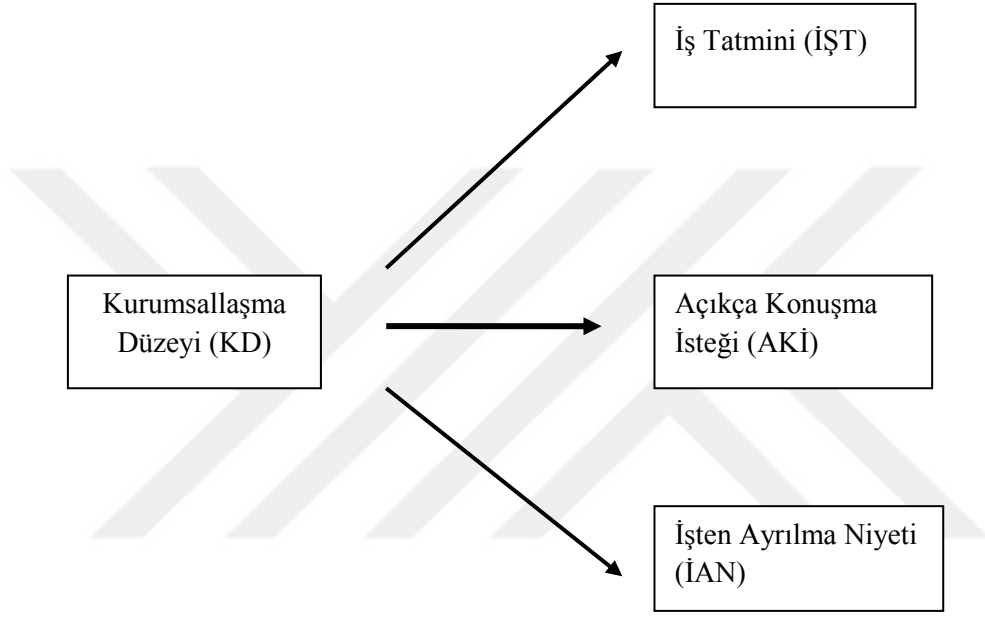 İş Tatmini (İŞT)
Kurumsallaşma
Düzeyi (KD)
Açıkça Konuşma
İsteği (AKİ)
İşten Ayrılma Niyeti
(İAN)